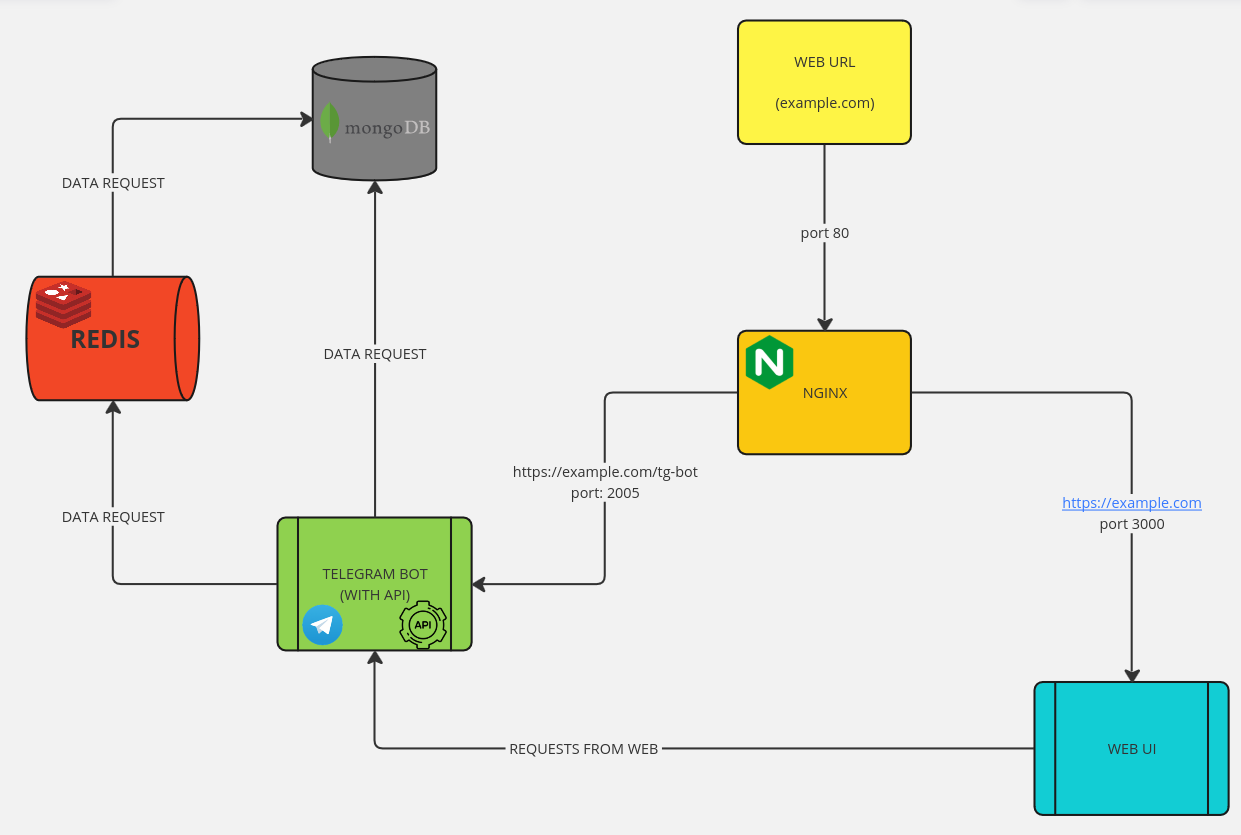 WEB URL
(example.com)
mongoDB
DATA REQUEST
port 80
REDIS
DATA REQUEST
NGINX
https://example.com/tg-bot
port: 2005
https://example.com
port 3000
DATA REQUEST
TELEGRAM BOT
(WITH API)
API
REQUESTS FROM WEB
WEB UI